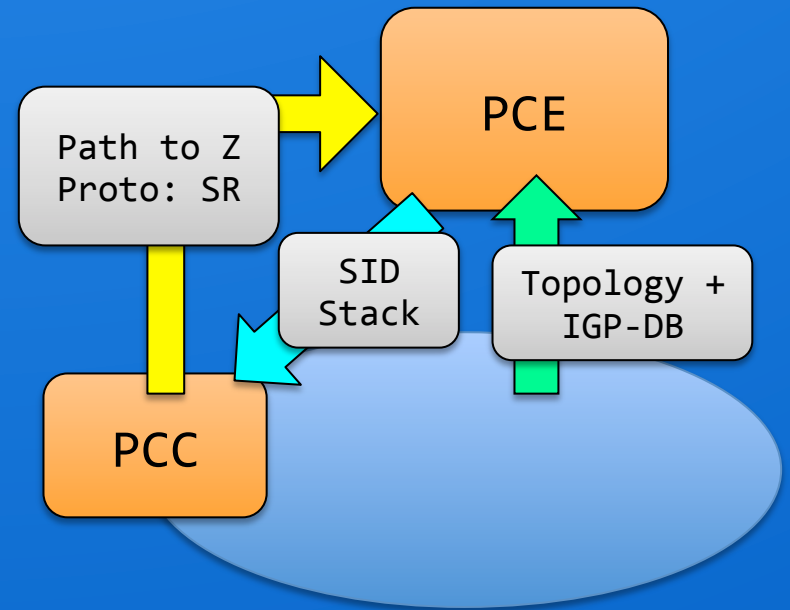 PCE
Path to Z
Proto: SR
SID
Stack
Topology +
IGP-DB
PCC